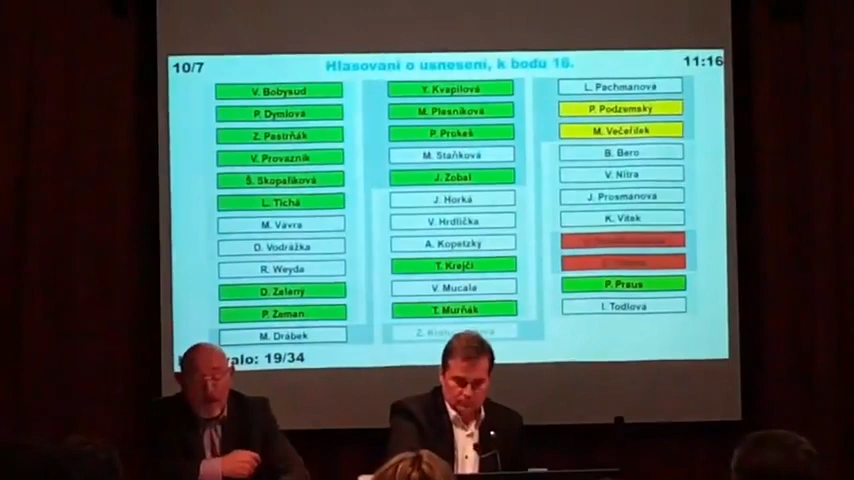 10/7
Hlasování o usnesení, k bodu 16.
11:16
V. Bobysud
P. Dymlová
Z. Pastrňák
V. Provazník
Š. Skopalíková
L. Tichá
M. Vávra
D. Vodrážka
R. Weyda
D. Zelený
P. Zeman
M. Drábek
Y. Kvapilová
M. Plesníková
P. Prokeš
M. Staňková
J. Zobal
J. Horká
V. Hrdlička
A. Kopetzky
T. Krejčí
V. Mucala
T. Murňák
L. Pachmanová
P. Podzemský
M. Večeřílek
B. Bero
V. Nitra
J. Prosmanová
K. Vítek
P. Praus
I. Todlová
19/34